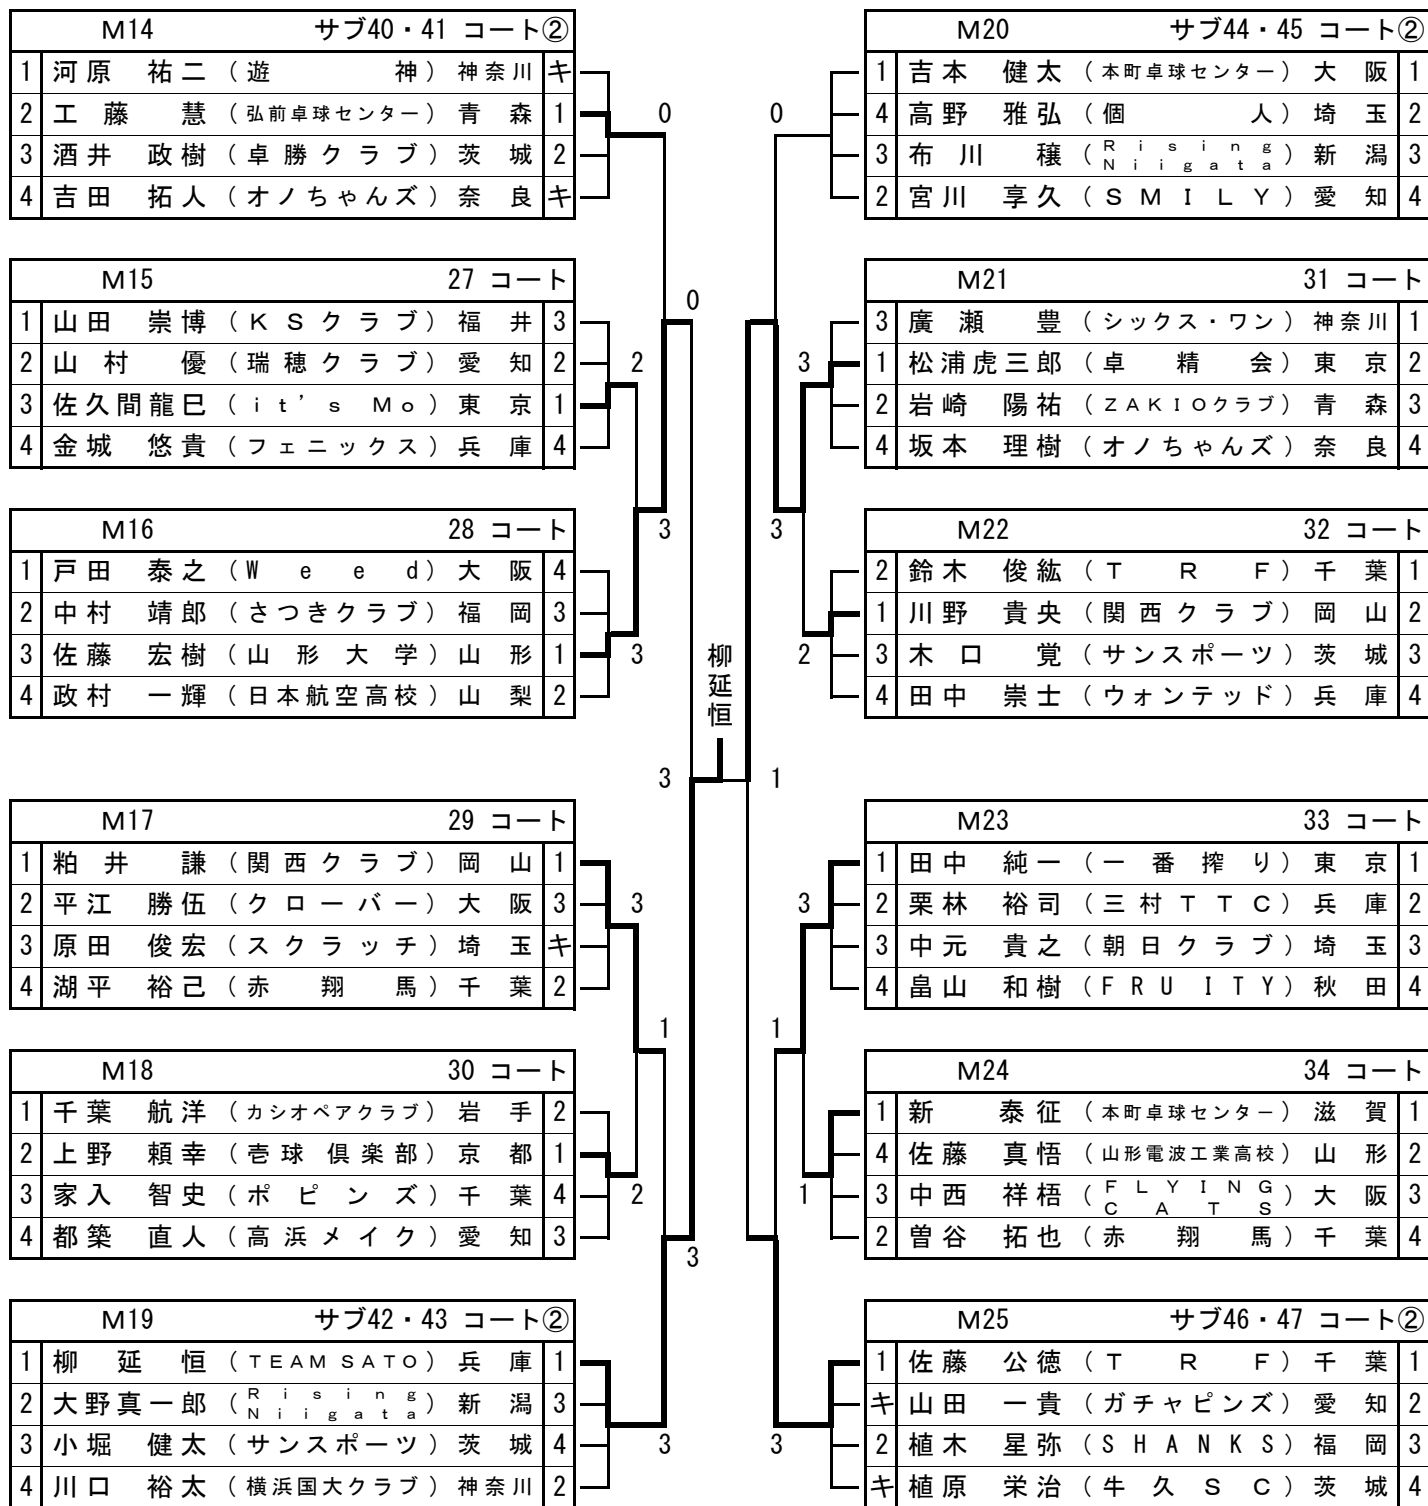 M14 サブ40・41 コート②
1 河原 祐二 (遊神) 神奈川 キ
2 工藤 慧 (弘前卓球センター) 青森 1
3 酒井 政樹 (卓勝クラブ) 茨城 2
4 吉田 拓人 (オノちゃんズ) 奈良 キ
0
M15 27 コート
1 山田 崇博 (KSクラブ) 福井 3
2 山村 優 (瑞穂クラブ) 愛知 2
3 佐久間龍巳 (it's Mo) 東京 1
4 金城 悠貴 (フェニックス) 兵庫 4
0
2
M16 28 コート
1 戸田 泰之 (Weed) 大阪 4
2 中村 靖郎 (さつきクラブ) 福岡 3
3 佐藤 宏樹 (山形大学) 山形 1
4 政村 一輝 (日本航空高校) 山梨 2
3
3
M17 29 コート
1 粕井 謙 (関西クラブ) 岡山 1
2 平江 勝伍 (クローバー) 大阪 3
3 原田 俊宏 (スクラッチ) 埼玉 キ
4 湖平 裕己 (赤翔馬) 千葉 2
3
M18 30 コート
1 千葉 航洋 (カシオペアクラブ) 岩手 2
2 上野 頼幸 (壱球倶楽部) 京都 1
3 家入 智史 (ポピンズ) 千葉 4
4 都築 直人 (高浜メイク) 愛知 3
1
2
M19 サブ42・43 コート②
1 柳 延恒 (TEAM SATO) 兵庫 1
2 大野真一郎 (Rising Niigata) 新潟 3
3 小堀 健太 (サンスポーツ) 茨城 4
4 川口 裕太 (横浜国大クラブ) 神奈川 2
3
3
柳延恒
3
1
M20 サブ44・45 コート②
1 吉本 健太 (本町卓球センター) 大阪 1
4 高野 雅弘 (個人) 埼玉 2
3 布川 穣 (Rising Niigata) 新潟 3
2 宮川 享久 (SMILY) 愛知 4
0
M21 31 コート
3 廣瀬 豊 (シックス・ワン) 神奈川 1
1 松浦虎三郎 (卓精会) 東京 2
2 岩崎 陽祐 (ZAKIOクラブ) 青森 3
4 坂本 理樹 (オノちゃんズ) 奈良 4
3
3
M22 32 コート
2 鈴木 俊紘 (TRF) 千葉 1
1 川野 貴央 (関西クラブ) 岡山 2
3 木口 覚 (サンスポーツ) 茨城 3
4 田中 崇士 (ウォンテッド) 兵庫 4
2
M23 33 コート
1 田中 純一 (一番搾り) 東京 1
2 栗林 裕司 (三村TTC) 兵庫 2
3 中元 貴之 (朝日クラブ) 埼玉 3
4 畠山 和樹 (FRUITY) 秋田 4
3
1
M24 34 コート
1 新 泰征 (本町卓球センター) 滋賀 1
4 佐藤 真悟 (山形電波工業高校) 山形 2
3 中西 祥梧 (FLYING CATS) 大阪 3
2 曽谷 拓也 (赤翔馬) 千葉 4
1
M25 サブ46・47 コート②
1 佐藤 公徳 (TRF) 千葉 1
キ 山田 一貴 (ガチャピンズ) 愛知 2
2 植木 星弥 (SHANKS) 福岡 3
キ 植原 栄治 (牛久SC) 茨城 4
3